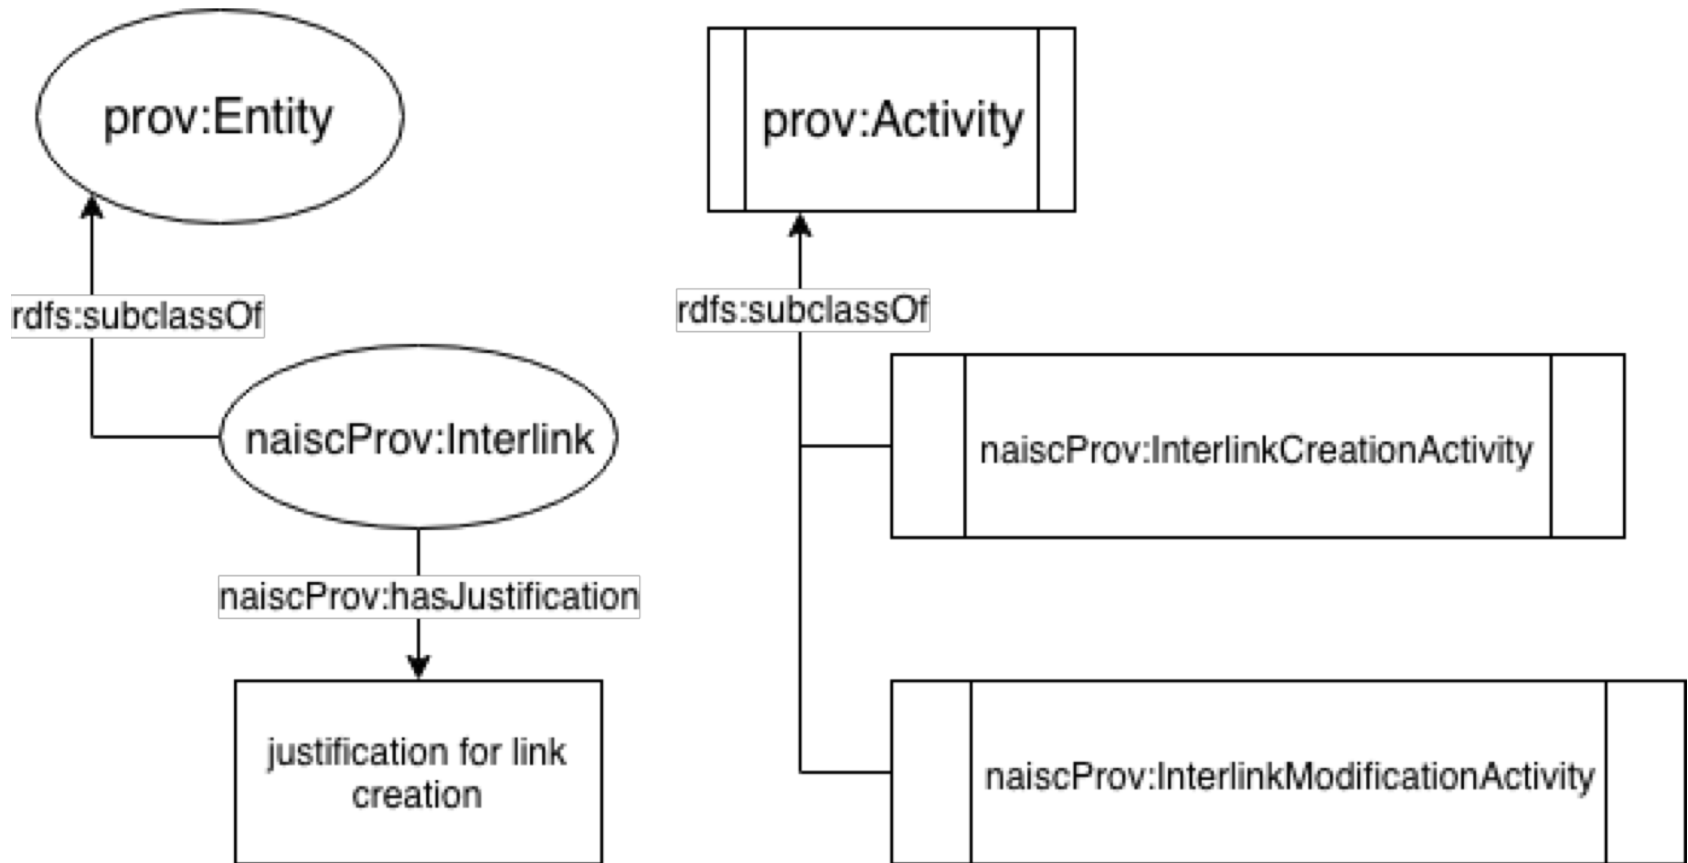 prov:Entity
prov:Activity
rdfs:subclassOf
rdfs:subclassOf
naiscProv:Interlink
naiscProv:InterlinkCreationActivity
naiscProv:hasJustification
justification for link
creation
naiscProv:InterlinkModificationActivity